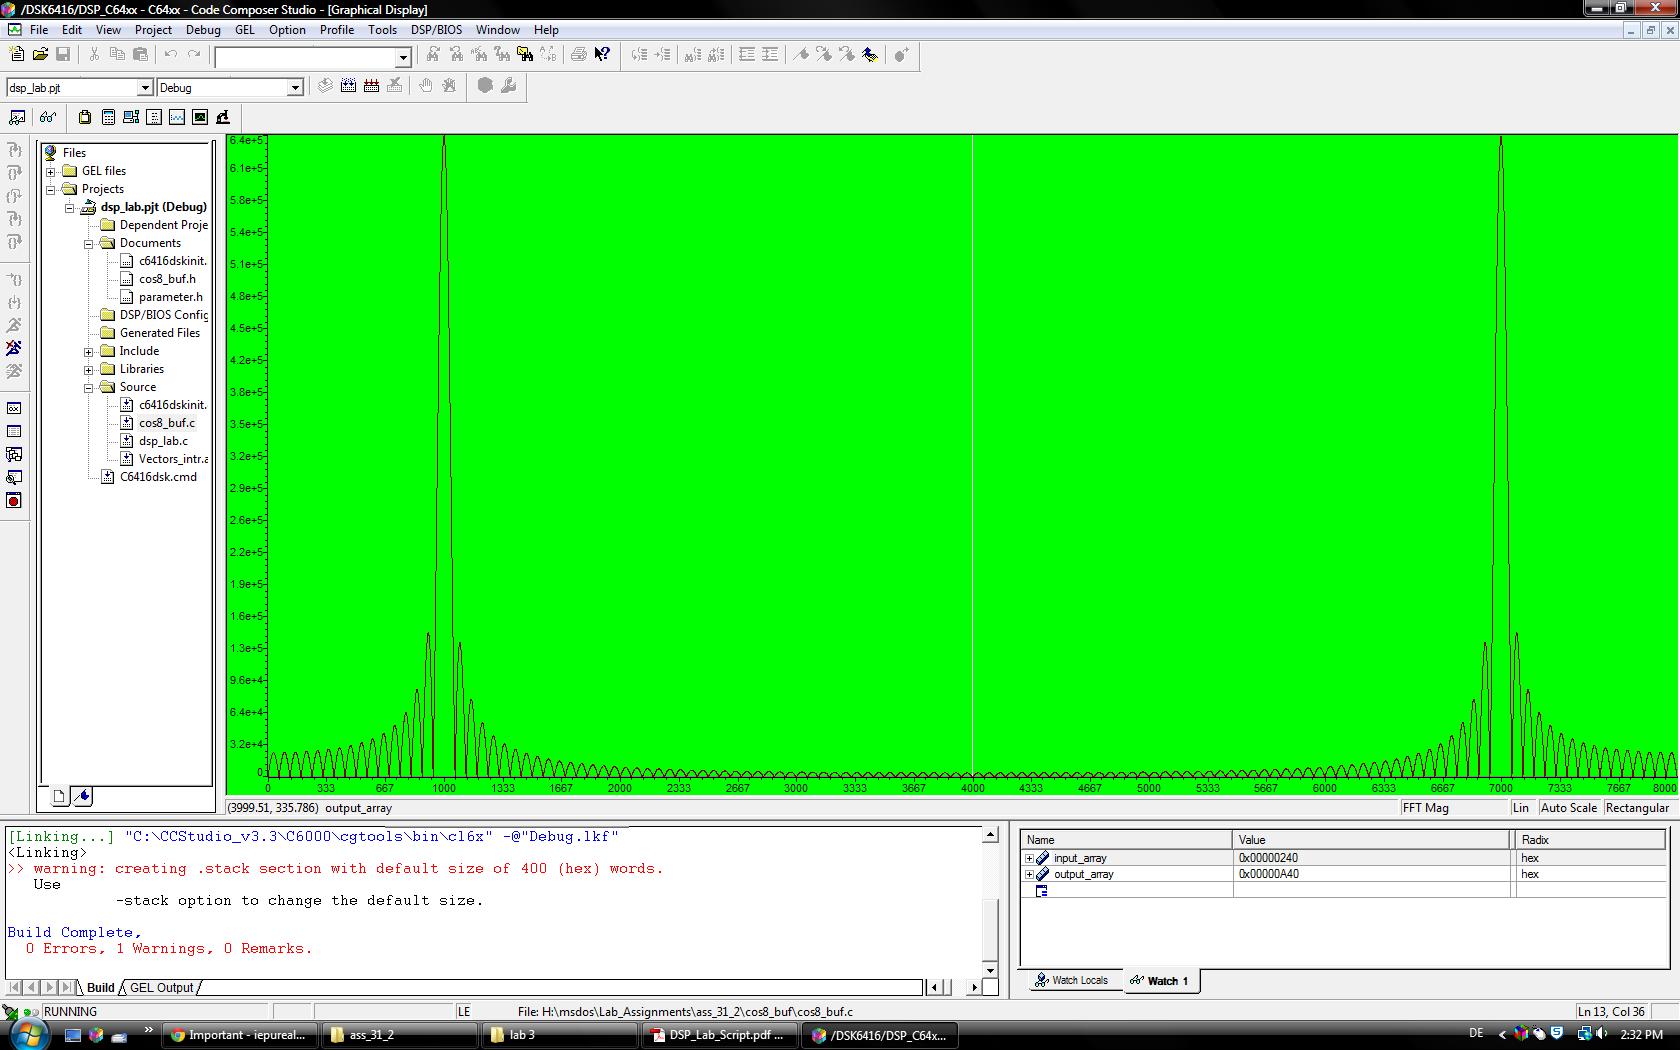 /DSK6416/DSP_C64xx - C64xx - Code Composer Studio - [Graphical Display]
File Edit View Project Debug GEL Option Profile Tools DSP/BIOS Window Help
dsp_lab.pjt Debug
Files
GEL files
Projects
dsp_lab.pjt (Debug)
Dependent Proje
Documents
c6416dskinit.
cos8_buf.h
parameter.h
DSP/BIOS Config
Generated Files
Include
Libraries
Source
c6416dskinit.
cos8_buf.c
dsp_lab.c
Vectors_intr.a
C6416dsk.cmd
6.4e+5
6.1e+5
5.8e+5
5.4e+5
5.1e+5
4.8e+5
4.5e+5
4.2e+5
3.8e+5
3.5e+5
3.2e+5
2.9e+5
2.6e+5
2.2e+5
1.9e+5
1.6e+5
1.3e+5
9.6e+4
6.4e+4
3.2e+4
0
0 333 667 1000 1333 1667 2000 2333 2667 3000 3333 3667 4000 4333 4667 5000 5333 5667 6000 6333 6667 7000 7333 7667 8000
(3999.51, 335.786) output_array FFT Mag Lin Auto Scale Rectangular
[Linking...] "C:\CCStudio_v3.3\C6000\cgtools\bin\cl6x" -@"Debug.lkf"
<Linking>
>> warning: creating .stack section with default size of 400 (hex) words.
Use
-stack option to change the default size.
Build Complete,
0 Errors, 1 Warnings, 0 Remarks.
Build GEL Output
Name Value Radix
input_array 0x00000240 hex
output_array 0x00000A40 hex
Watch Locals Watch 1
RUNNING LE File: H:\msdos\Lab_Assignments\ass_31_2\cos8_buf\cos8_buf.c Ln 13, Col 36
Important - iepureal... ass_31_2 lab 3 DSP_Lab_Script.pdf ... /DSK6416/DSP_C64x... DE 2:32 PM